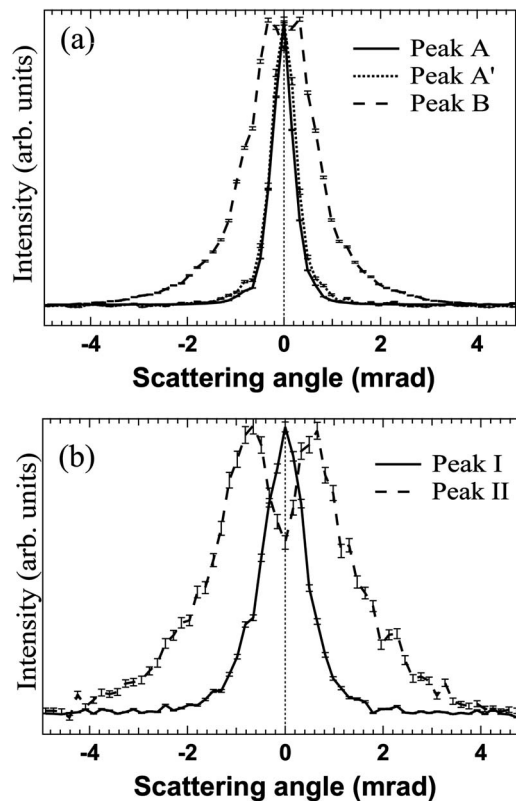 (a)
Peak A
Peak A'
Peak B
Intensity (arb. units)
-4 -2 0 2 4
Scattering angle (mrad)
(b)
Peak I
Peak II
Intensity (arb. units)
-4 -2 0 2 4
Scattering angle (mrad)